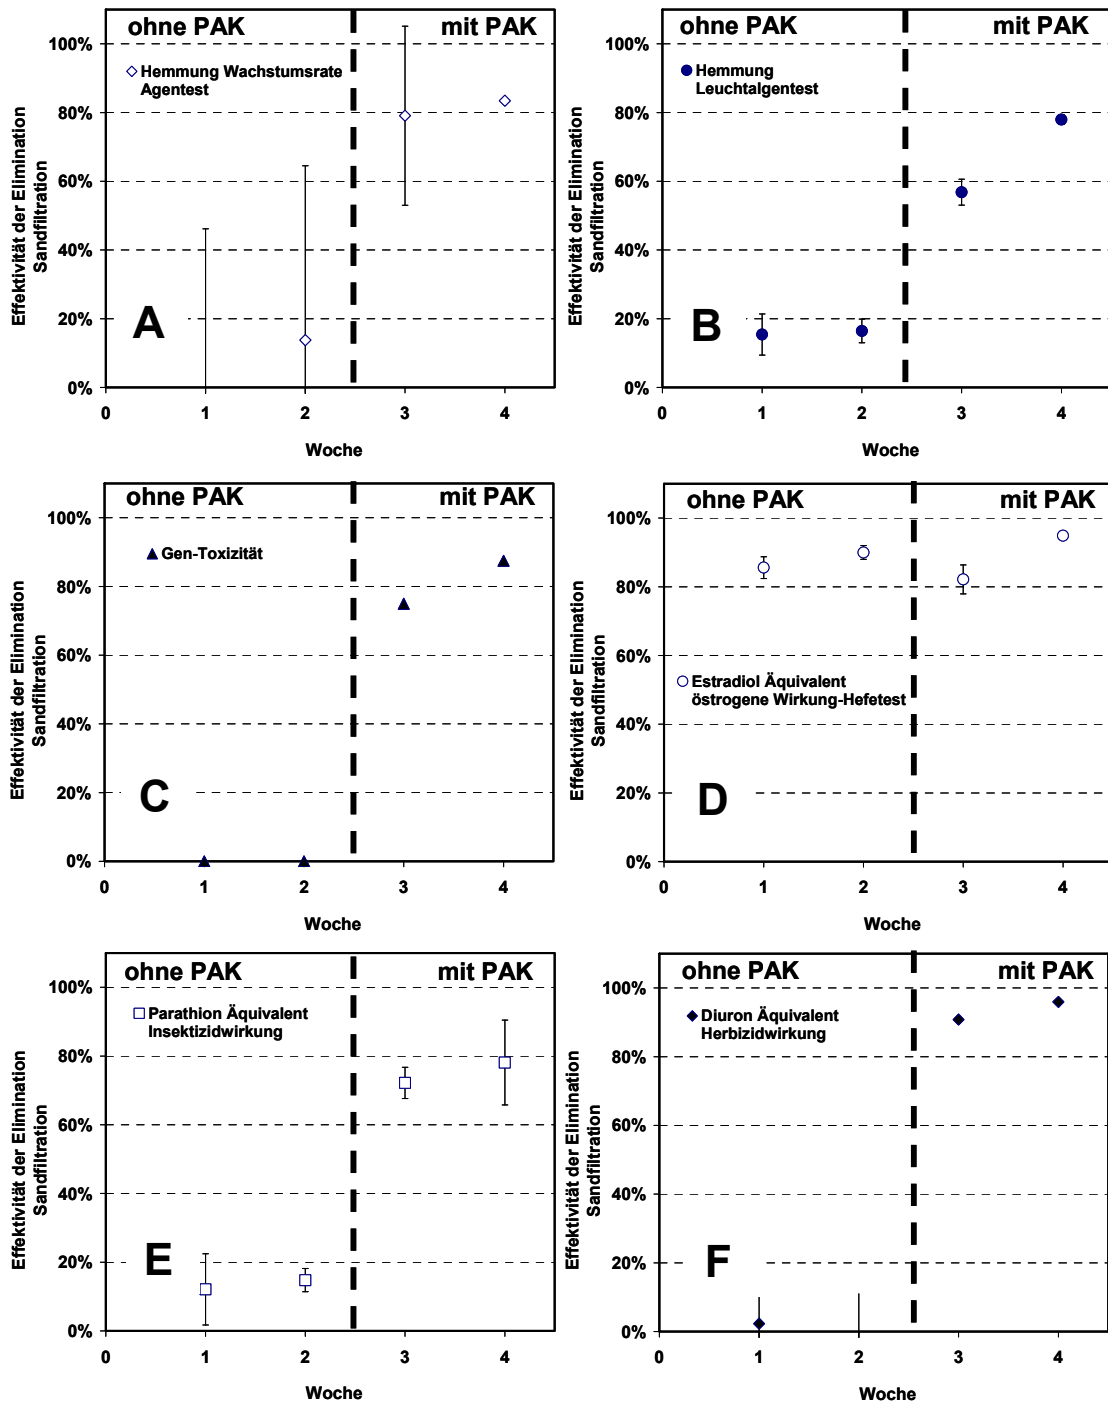 ohne PAK
mit PAK
Hemmung Wachstumsrate
Agentest
Effektivität der Elimination
Sandfiltration
100%
80%
60%
40%
20%
0%
A
0 1 2 3 4
Woche
ohne PAK
mit PAK
Hemmung
Leuchtalgentest
Effektivität der Elimination
Sandfiltration
100%
80%
60%
40%
20%
0%
B
0 1 2 3 4
Woche
ohne PAK
mit PAK
Gen-Toxizität
Effektivität der Elimination
Sandfiltration
100%
80%
60%
40%
20%
0%
C
0 1 2 3 4
Woche
ohne PAK
mit PAK
Estradiol Äquivalent
östrogene Wirkung-Hefetest
Effektivität der Elimination
Sandfiltration
100%
80%
60%
40%
20%
0%
D
0 1 2 3 4
Woche
ohne PAK
mit PAK
Parathion Äquivalent
Insektizidwirkung
Effektivität der Elimination
Sandfiltration
100%
80%
60%
40%
20%
0%
E
0 1 2 3 4
Woche
ohne PAK
mit PAK
Diuron Äquivalent
Herbizidwirkung
Effektivität der Elimination
Sandfiltration
100%
80%
60%
40%
20%
0%
F
0 1 2 3 4
Woche